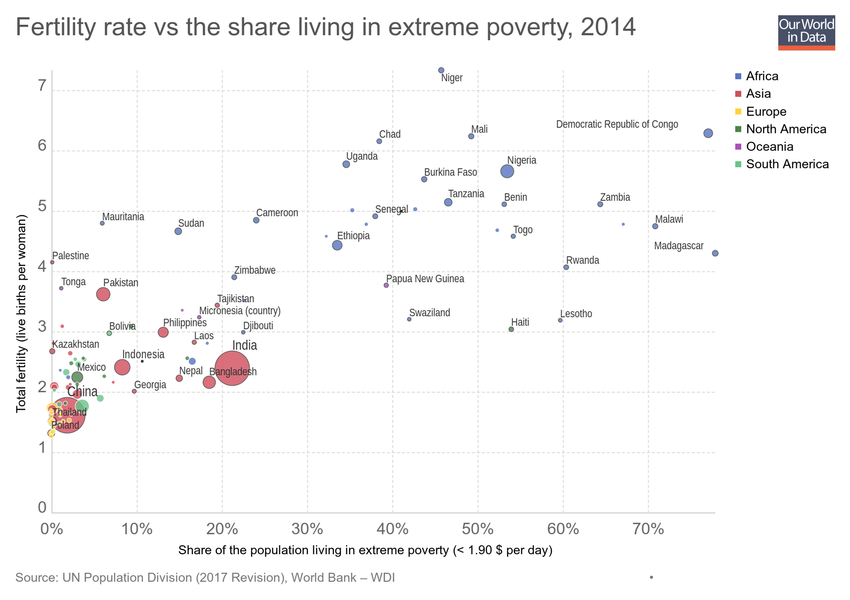 Fertility rate vs the share living in extreme poverty, 2014
Our World
in Data
Africa
Asia
Europe
North America
Oceania
South America
Total fertility (live births per woman)
7
6
5
4
3
2
1
0
Niger
Democratic Republic of Congo
Mali
Chad
Uganda
Nigeria
Burkina Faso
Tanzania
Benin
Zambia
Senegal
Cameroon
Mauritania
Sudan
Malawi
Togo
Ethiopia
Madagascar
Palestine
Rwanda
Zimbabwe
Papua New Guinea
Tonga
Pakistan
Tajikistan
Micronesia (country)
Swaziland
Lesotho
Bolivia
Philippines
Djibouti
Haiti
Laos
Kazakhstan
India
Indonesia
Mexico
Nepal
Bangladesh
China
Georgia
Thailand
Poland
0%
10%
20%
30%
40%
50%
60%
70%
Share of the population living in extreme poverty (< 1.90 $ per day)
Source: UN Population Division (2017 Revision), World Bank – WDI